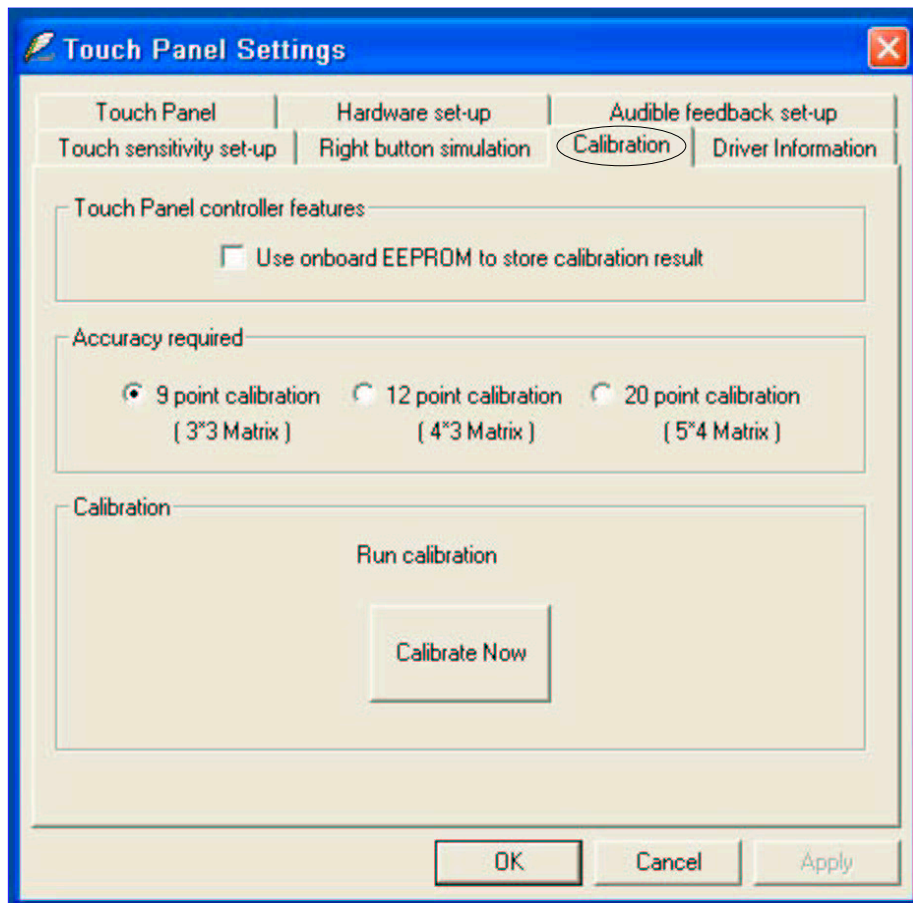 Touch Panel Settings
Touch Panel Hardware set-up Audible feedback set-up
Touch sensitivity set-up Right button simulation Calibration Driver Information
Touch Panel controller features
Use onboard EEPROM to store calibration result
Accuracy required
9 point calibration 12 point calibration 20 point calibration
( 3*3 Matrix ) ( 4*3 Matrix ) ( 5*4 Matrix )
Calibration
Run calibration
Calibrate Now
OK Cancel Apply